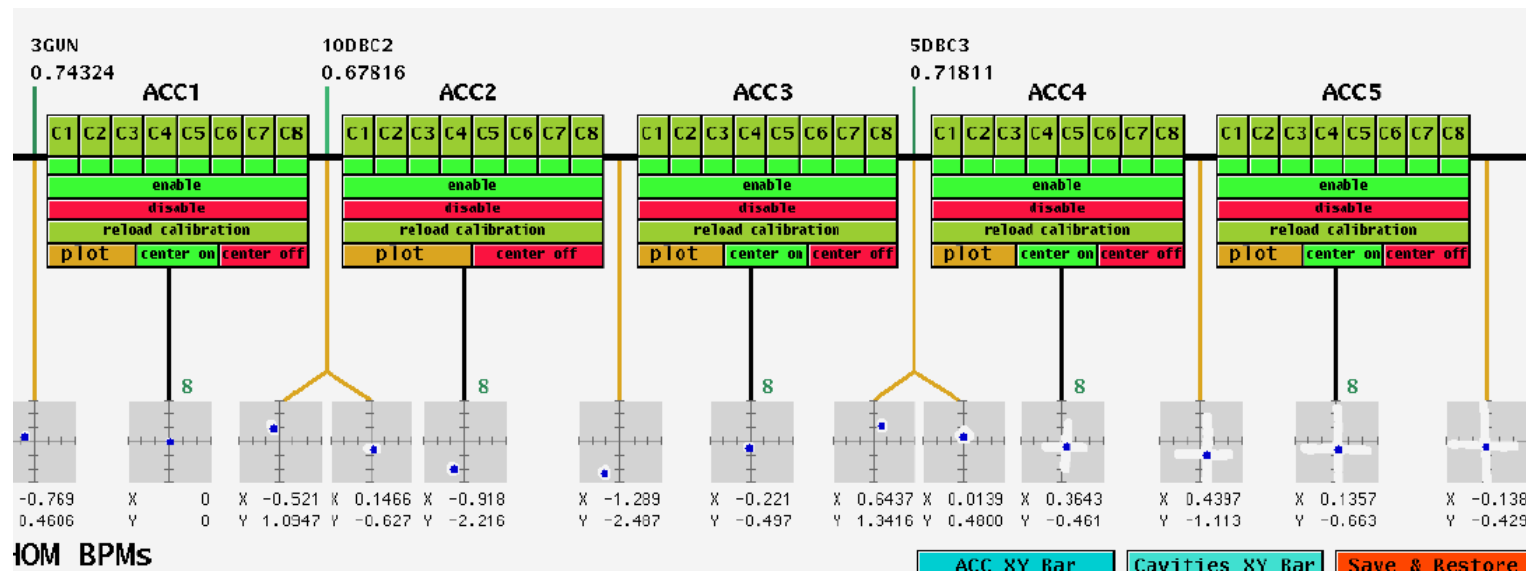 3GUN 10DBC2 5DBC3
0.74324 0.67816 0.71811
ACC1 ACC2 ACC3 ACC4 ACC5
C1 C2 C3 C4 C5 C6 C7 C8 C1 C2 C3 C4 C5 C6 C7 C8 C1 C2 C3 C4 C5 C6 C7 C8 C1 C2 C3 C4 C5 C6 C7 C8 C1 C2 C3 C4 C5 C6 C7 C8
enable enable enable enable enable
disable disable disable disable disable
reload calibration reload calibration reload calibration reload calibration reload calibration
plot center on center off plot center off plot center on center off plot center on center off plot center on center off
8 8 8 8 8
-0.769 X 0 X -0.521 X 0.1466 X -0.918 X -1.289 X -0.221 X 0.6437 X 0.0139 X 0.3643 X 0.4397 X 0.1357 X -0.138
0.4606 Y 0 Y 1.0947 Y -0.627 Y -2.216 Y -2.487 Y -0.497 Y 1.3416 Y 0.4800 Y -0.461 Y -1.113 Y -0.663 Y -0.429
HOM BPMs
ACC XY Bar Cavities XY Bar Save & Restore